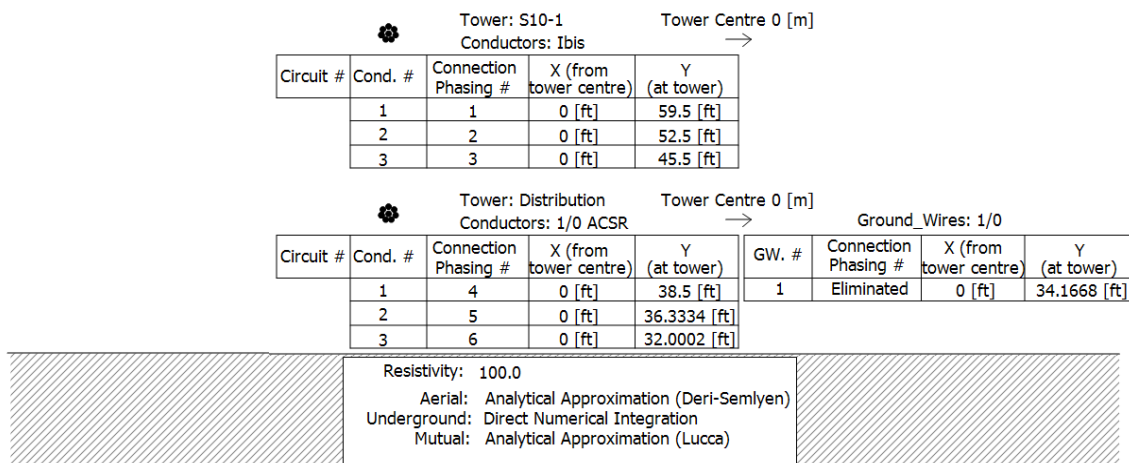 Tower: S10-1 Tower Centre 0 [m]
Conductors: Ibis
Circuit # Cond. # Connection Phasing # X (from tower centre) Y (at tower)
1 1 0 [ft] 59.5 [ft]
2 2 0 [ft] 52.5 [ft]
3 3 0 [ft] 45.5 [ft]
Tower: Distribution Tower Centre 0 [m]
Conductors: 1/0 ACSR
Ground_Wires: 1/0
Circuit # Cond. # Connection Phasing # X (from tower centre) Y (at tower) GW. # Connection Phasing # X (from tower centre) Y (at tower)
1 4 0 [ft] 38.5 [ft] 1 Eliminated 0 [ft] 34.1668 [ft]
2 5 0 [ft] 36.3334 [ft]
3 6 0 [ft] 32.0002 [ft]
Resistivity: 100.0
Aerial: Analytical Approximation (Deri-Semlyen)
Underground: Direct Numerical Integration
Mutual: Analytical Approximation (Lucca)